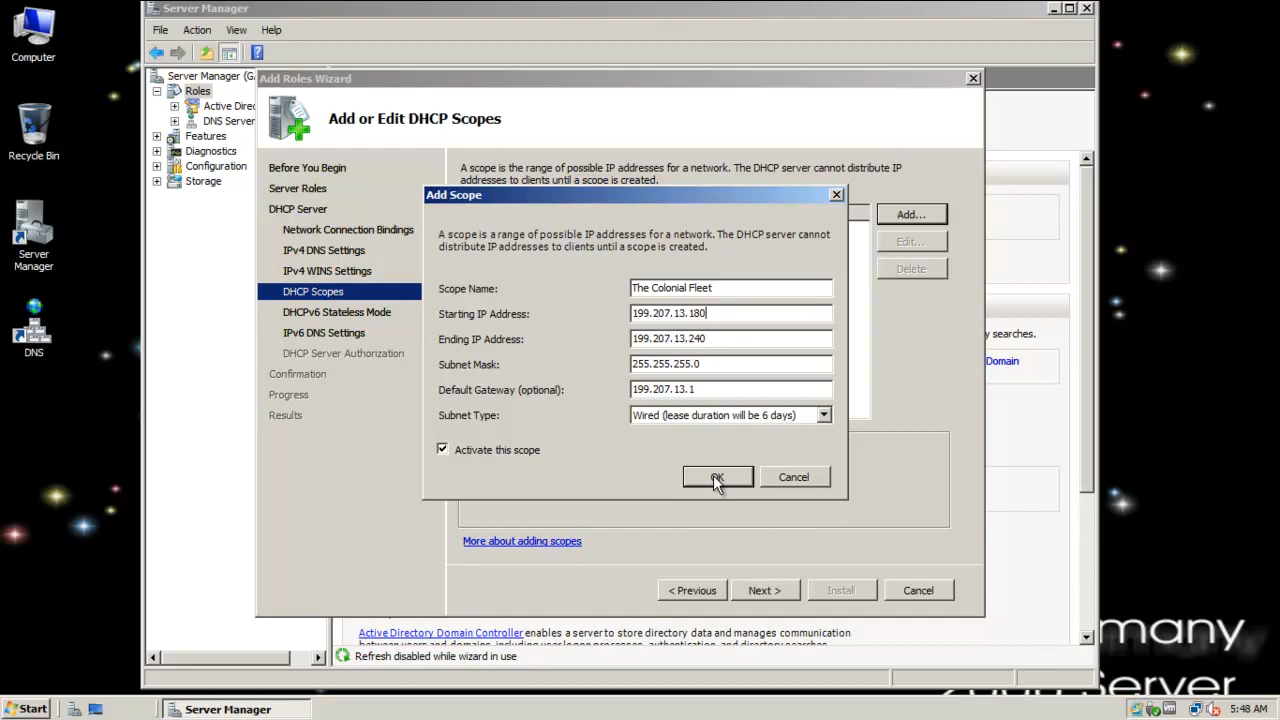 Computer
Recycle Bin
Server
Manager
DNS
Server Manager
File Action View Help
Server Manager (G
Roles
Active Direc
DNS Server
Features
Diagnostics
Configuration
Storage
Add Roles Wizard
Add or Edit DHCP Scopes
Before You Begin
Server Roles
DHCP Server
Network Connection Bindings
IPv4 DNS Settings
IPv4 WINS Settings
DHCP Scopes
DHCPv6 Stateless Mode
IPv6 DNS Settings
DHCP Server Authorization
Confirmation
Progress
Results
A scope is the range of possible IP addresses for a network. The DHCP server cannot distribute IP
addresses to clients until a scope is created.
Add...
Edit...
Delete
Add Scope
A scope is a range of possible IP addresses for a network. The DHCP server cannot
distribute IP addresses to clients until a scope is created.
Scope Name: The Colonial Fleet
Starting IP Address: 199.207.13.180
Ending IP Address: 199.207.13.240
Subnet Mask: 255.255.255.0
Default Gateway (optional): 199.207.13.1
Subnet Type: Wired (lease duration will be 6 days)
Activate this scope
OK Cancel
More about adding scopes
< Previous Next > Install Cancel
y searches.
Domain
Active Directory Domain Controller enables a server to store directory data and manages communication
Refresh disabled while wizard in use
many
Server
Start
Server Manager
5:48 AM